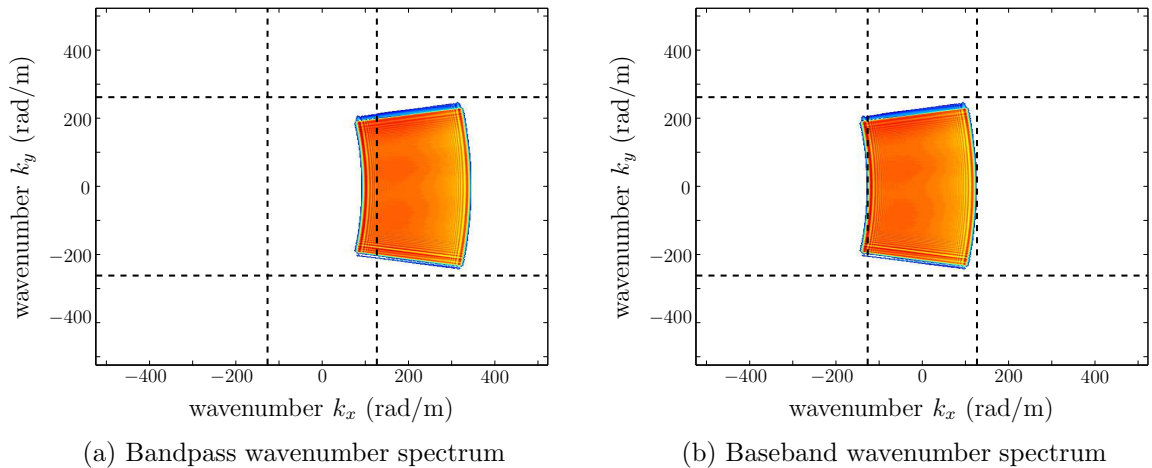 400
200
0
−200
−400
wavenumber k_y (rad/m)
−400 −200 0 200 400
wavenumber k_x (rad/m)
(a) Bandpass wavenumber spectrum
400
200
0
−200
−400
wavenumber k_y (rad/m)
−400 −200 0 200 400
wavenumber k_x (rad/m)
(b) Baseband wavenumber spectrum